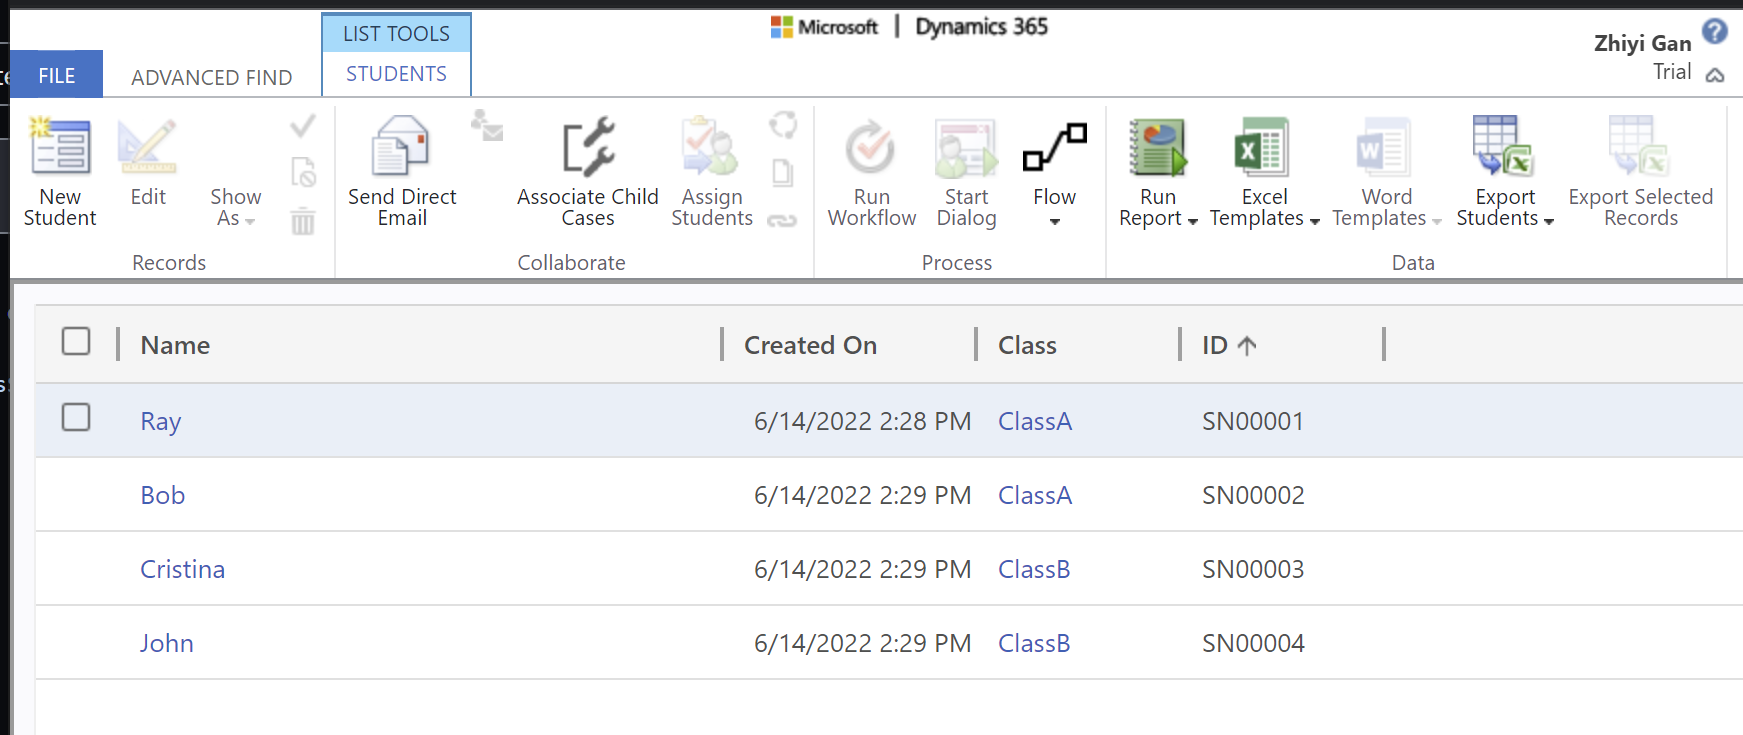 Microsoft | Dynamics 365
Zhiyi Gan
Trial
FILE
ADVANCED FIND
LIST TOOLS
STUDENTS
New Student
Edit
Show As
Records
Send Direct Email
Associate Child Cases
Assign Students
Collaborate
Run Workflow
Start Dialog
Flow
Process
Run Report
Excel Templates
Word Templates
Export Students
Export Selected Records
Data
Name Created On Class ID
Ray 6/14/2022 2:28 PM ClassA SN00001
Bob 6/14/2022 2:29 PM ClassA SN00002
Cristina 6/14/2022 2:29 PM ClassB SN00003
John 6/14/2022 2:29 PM ClassB SN00004